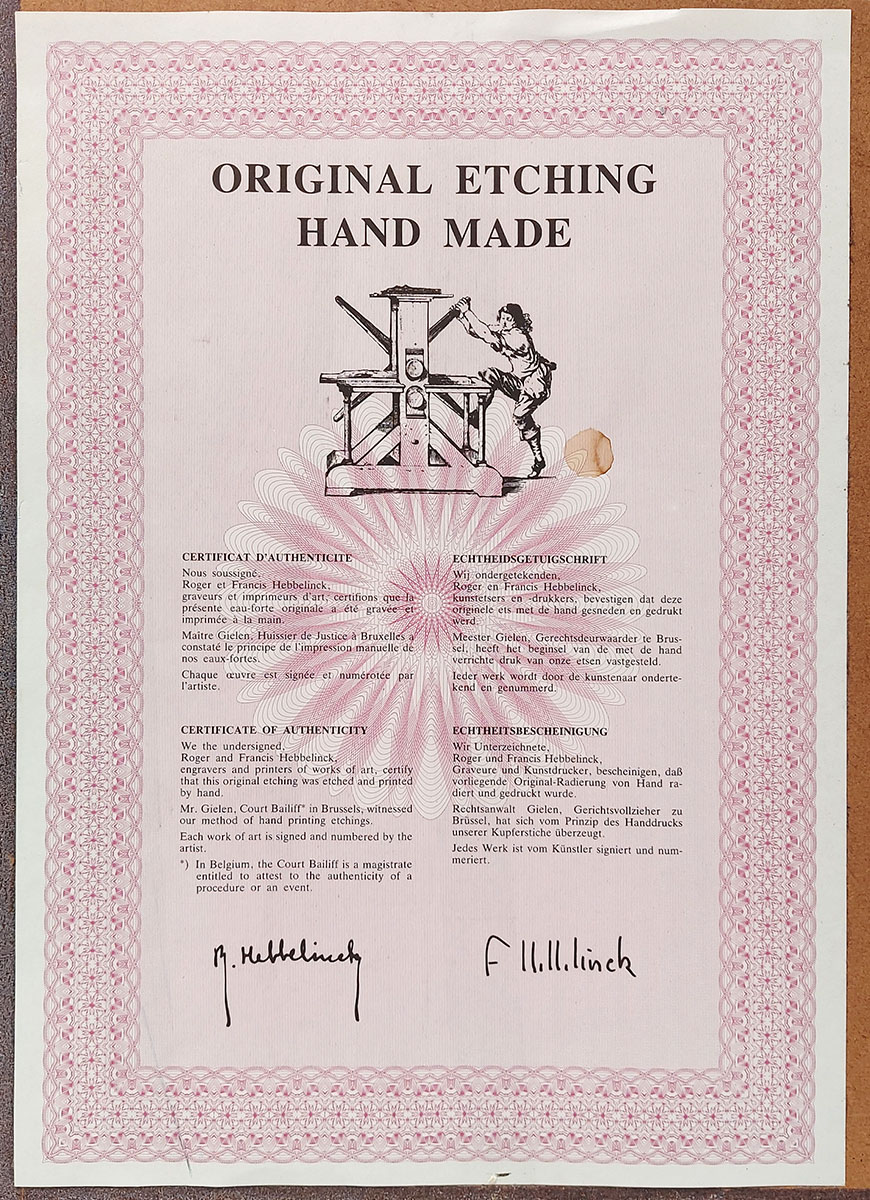 ORIGINAL ETCHING
HAND MADE
CERTIFICAT D'AUTHENTICITE
Nous soussigné,
Roger et Francis Hebbelinck,
graveurs et imprimeurs d'art, certifions que la
présente eau-forte originale a été gravée et
imprimée à la main.
Maître Gielen, Huissier de Justice à Bruxelles a
constaté le principe de l'impression manuelle de
nos eaux-fortes.
Chaque œuvre est signée et numérotée par
l'artiste.
ECHTHEIDSGETUIGSCHRIFT
Wij ondergetekenden,
Roger en Francis Hebbelinck,
kunstetsers en -drukkers, bevestigen dat deze
originele ets met de hand gesneden en gedrukt
werd.
Meester Gielen, Gerechtsdeurwaarder te Brus-
sel, heeft het beginsel van de met de hand
verrichte druk van onze etsen vastgesteld.
Ieder werk wordt door de kunstenaar onderte-
kend en genummerd.
CERTIFICATE OF AUTHENTICITY
We the undersigned,
Roger and Francis Hebbelinck,
engravers and printers of works of art, certify
that this original etching was etched and printed
by hand.
Mr. Gielen, Court Bailiff* in Brussels, witnessed
our method of hand printing etchings.
Each work of art is signed and numbered by the
artist.
*) In Belgium, the Court Bailiff is a magistrate
entitled to attest to the authenticity of a
procedure or an event.
ECHTHEITSBESCHEINIGUNG
Wir Unterzeichnete,
Roger und Francis Hebbelinck,
Graveure und Kunstdrucker, bescheinigen, daß
vorliegende Original-Radierung von Hand ra-
diert und gedruckt wurde.
Rechtsanwalt Gielen, Gerichtsvollzieher zu
Brüssel, hat sich vom Prinzip des Handdrucks
unserer Kupferstiche überzeugt.
Jedes Werk ist vom Künstler signiert und num-
meriert.
R. Hebbelinck